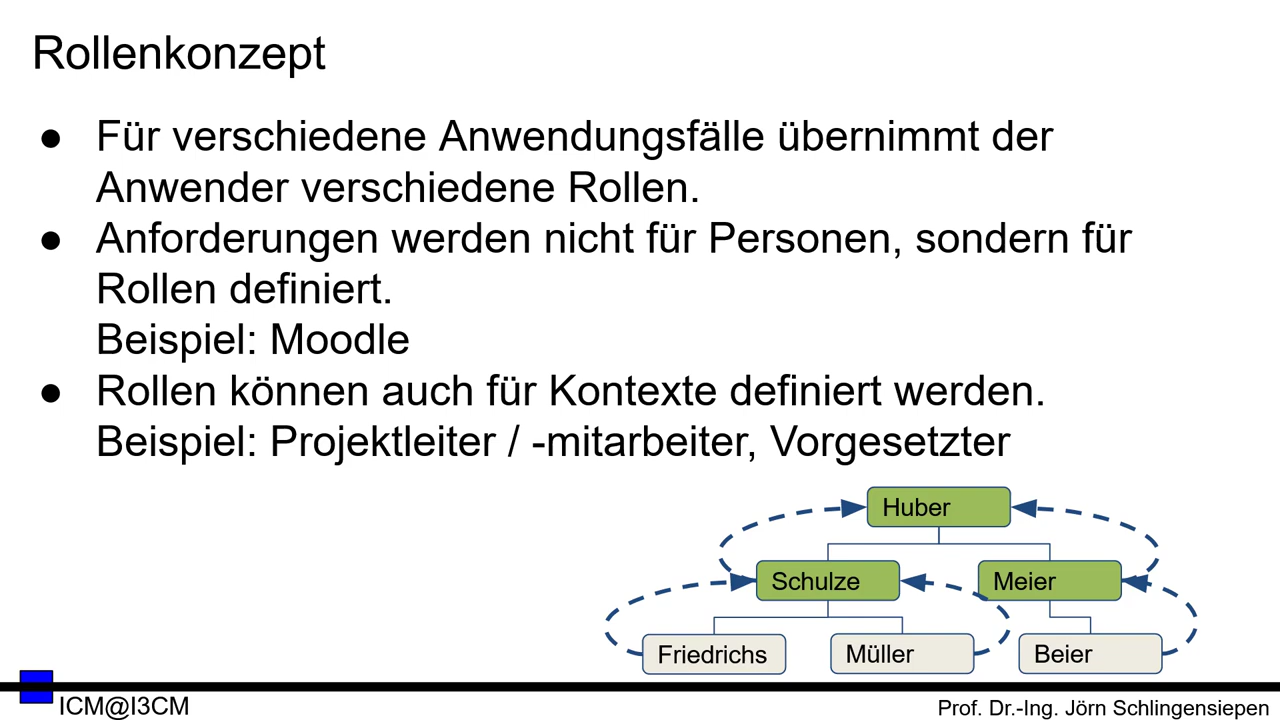 Rollenkonzept
● Für verschiedene Anwendungsfälle übernimmt der
Anwender verschiedene Rollen.
● Anforderungen werden nicht für Personen, sondern für
Rollen definiert.
Beispiel: Moodle
● Rollen können auch für Kontexte definiert werden.
Beispiel: Projektleiter / -mitarbeiter, Vorgesetzter
Huber
Schulze
Meier
Friedrichs
Müller
Beier
ICM@I3CM
Prof. Dr.-Ing. Jörn Schlingensiepen